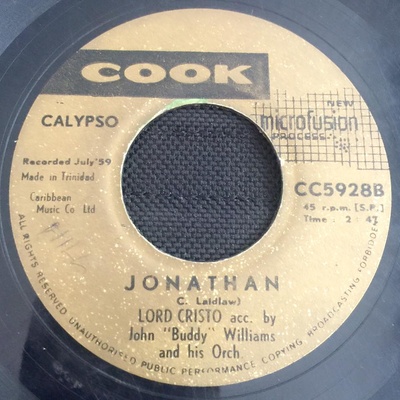 COOK
CALYPSO
NEW
microfusion
PROCESS
Recorded July'59
Made in Trinidad
Caribbean
Music Co Ltd
CC5928B
45 r.p.m. [S.P.]
Time . 2 : 43
JONATHAN
C. Laidlaw)
LORD CRISTO acc. by
John "Buddy" Williams
and his Orch
ALL RIGHTS RESERVED UNAUTHORISED PUBLIC PERFORMANCE COPYING BROADCASTING FORBIDDEN